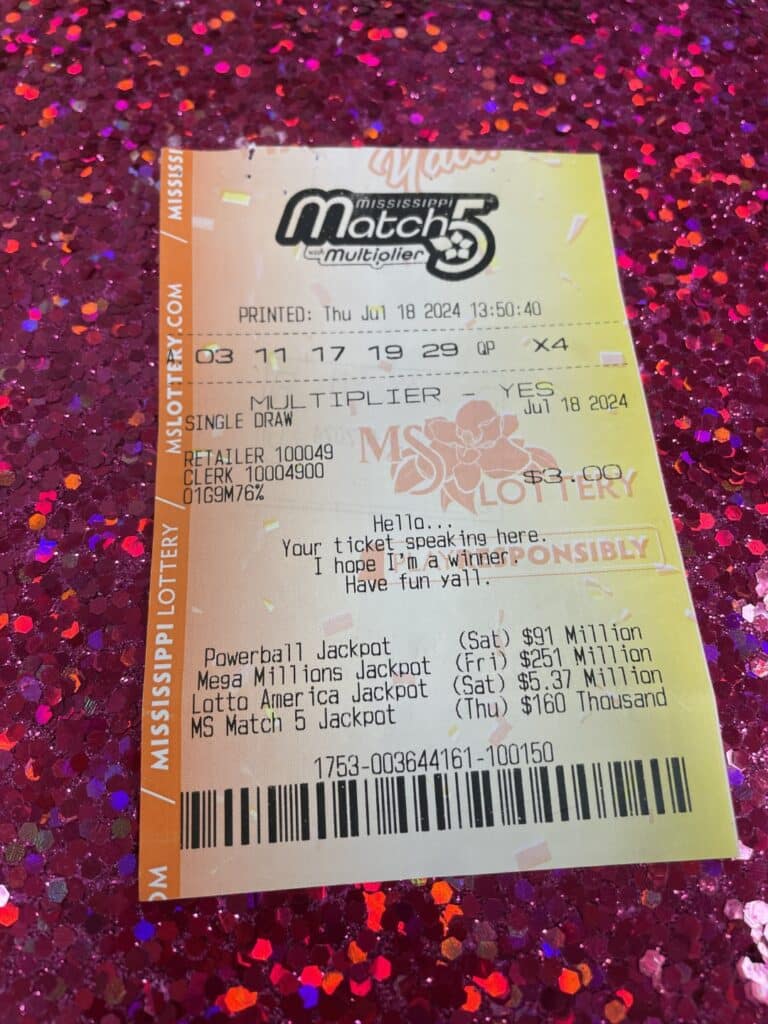 MISSISSIPPI
Match 5
with Multiplier
PRINTED: Thu Jul 18 2024 13:50:40
A 03 11 17 19 29 QP X4
MULTIPLIER - YES
SINGLE DRAW Jul 18 2024
RETAILER 100049
CLERK 10004900
01G9M76%
$3.00
MS LOTTERY
Hello...
Your ticket speaking here.
I hope I'm a winner.
Have fun yall.
PLAY RESPONSIBLY
Powerball Jackpot (Sat) $91 Million
Mega Millions Jackpot (Fri) $251 Million
Lotto America Jackpot (Sat) $5.37 Million
MS Match 5 Jackpot (Thu) $160 Thousand
1753-003644161-100150
OM / MISSISSIPPI LOTTERY / MSLOTTERY.COM / MISSISSI